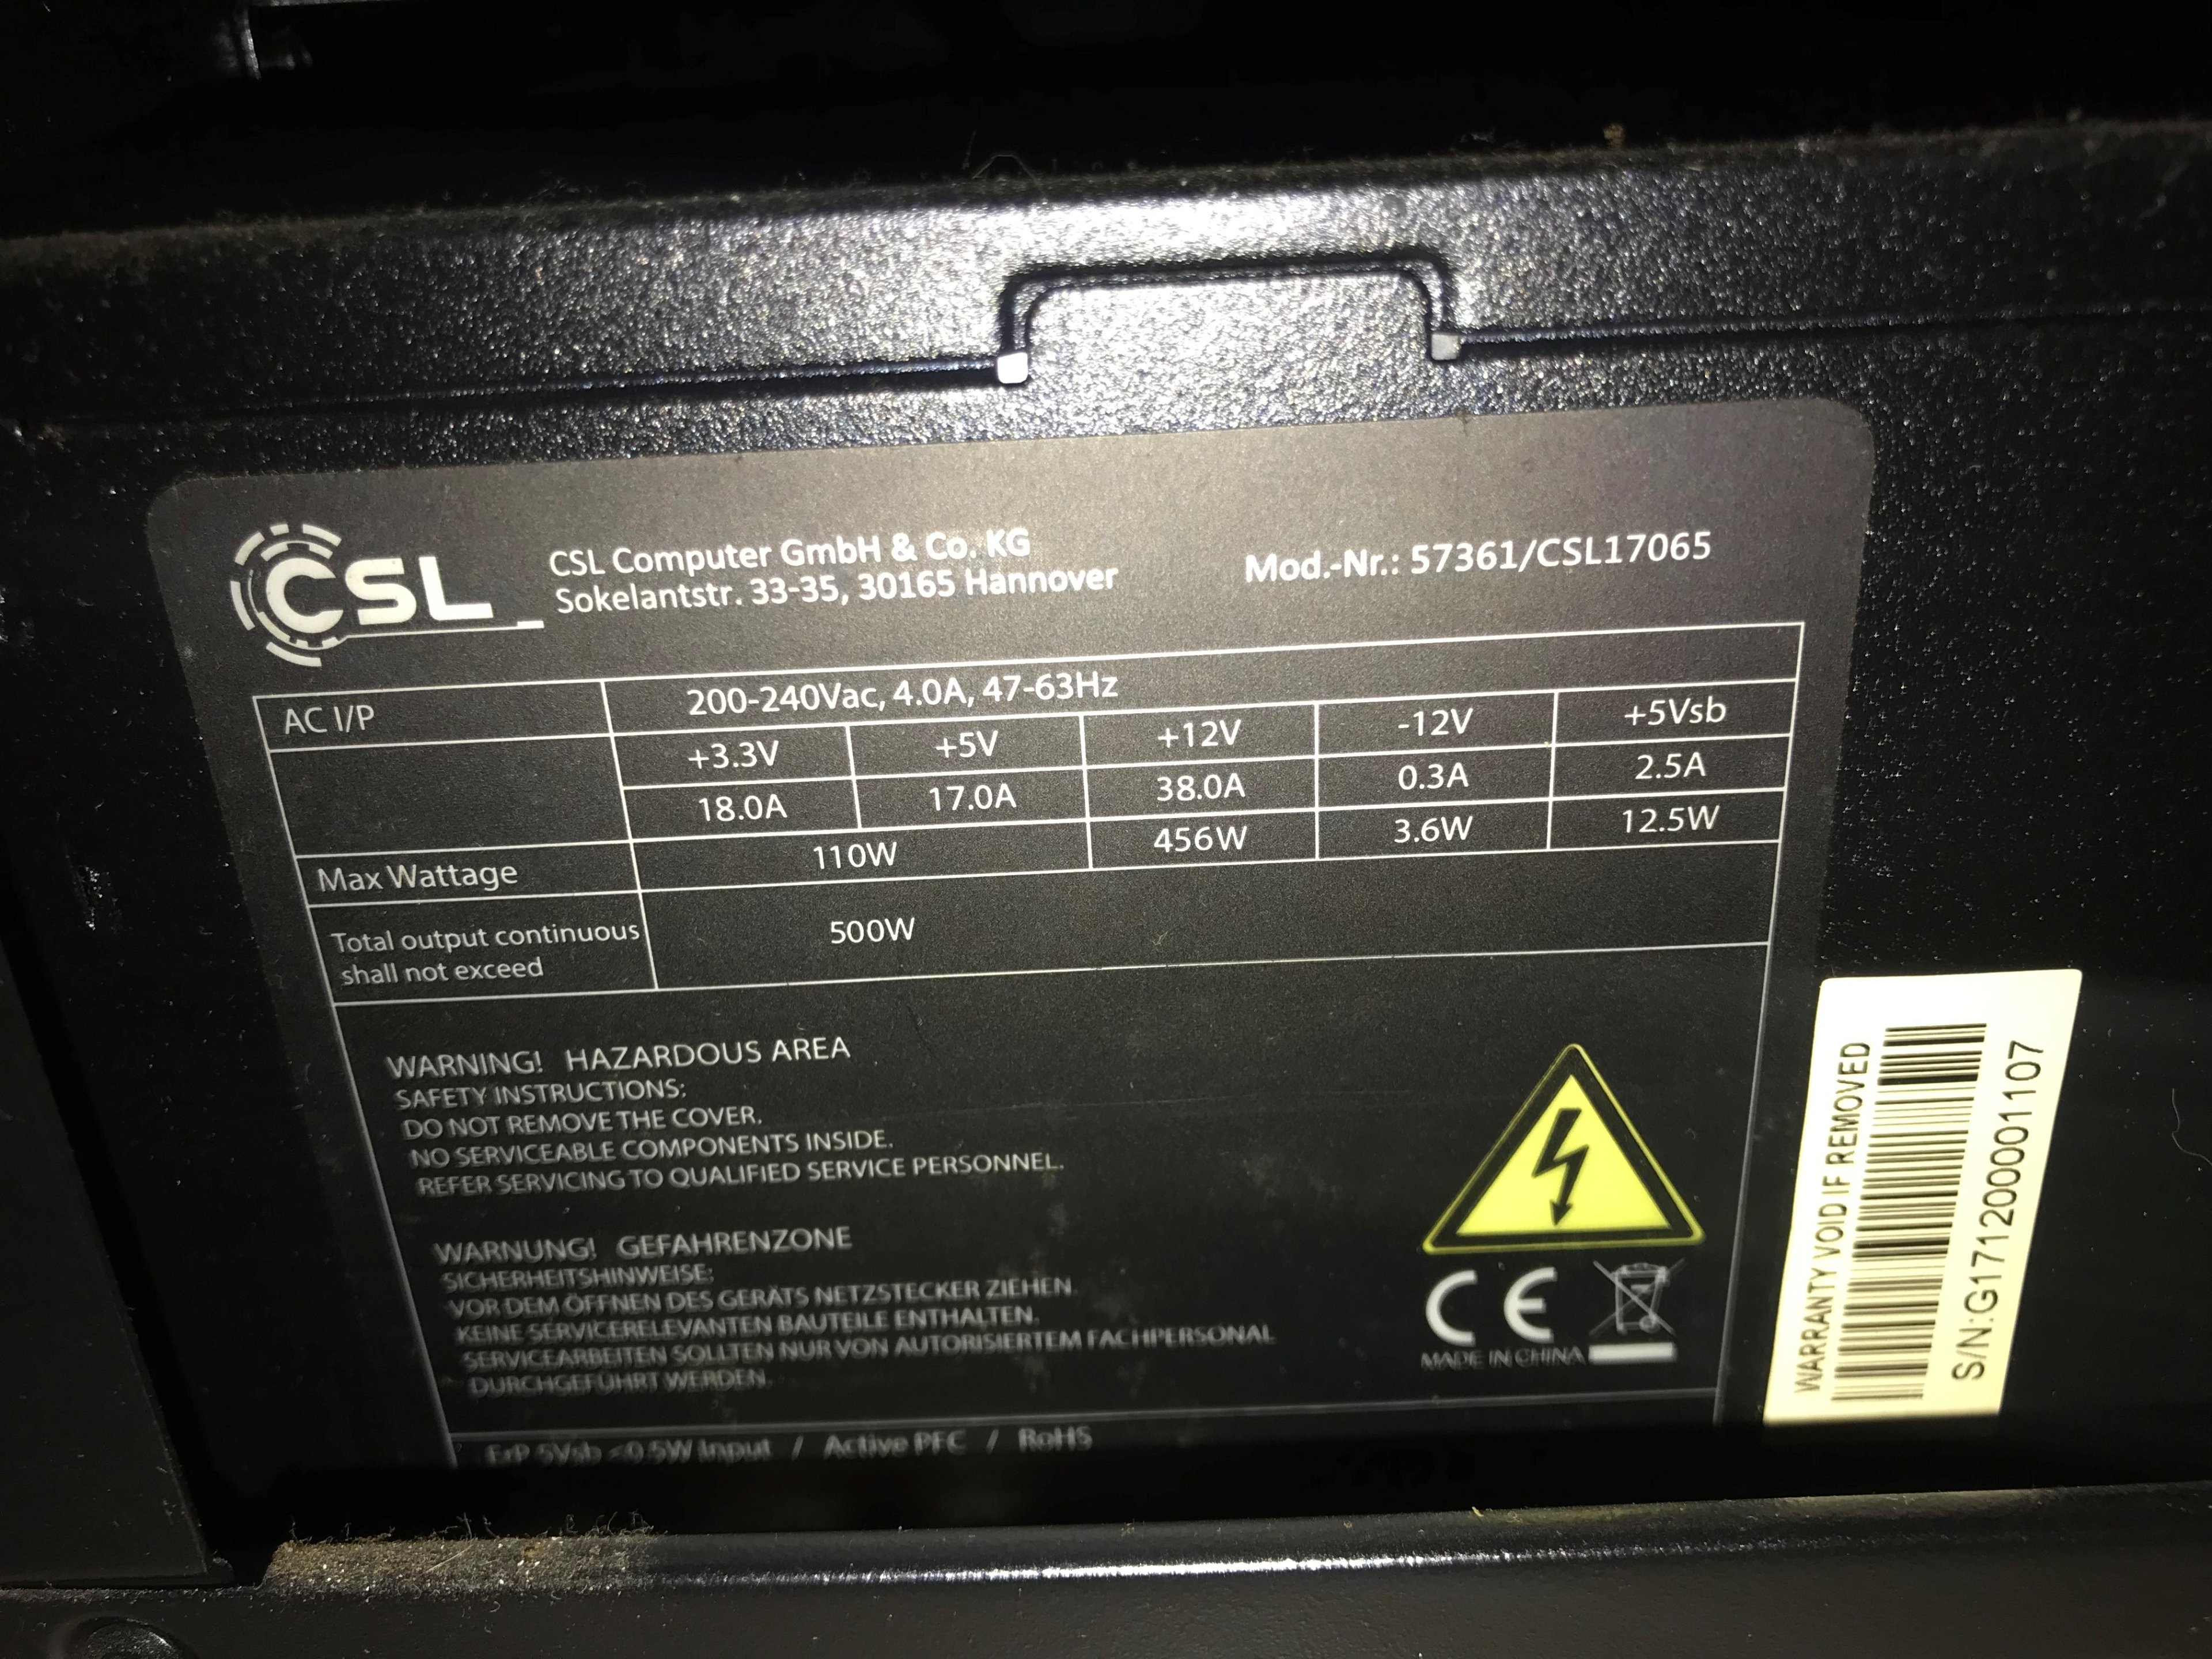 CSL
CSL Computer GmbH & Co. KG
Sokelantstr. 33-35, 30165 Hannover
Mod.-Nr.: 57361/CSL17065
AC I/P 200-240Vac, 4.0A, 47-63Hz
+3.3V +5V +12V -12V +5Vsb
18.0A 17.0A 38.0A 0.3A 2.5A
Max Wattage 110W 456W 3.6W 12.5W
Total output continuous
shall not exceed
500W
WARNING! HAZARDOUS AREA
SAFETY INSTRUCTIONS:
DO NOT REMOVE THE COVER.
NO SERVICEABLE COMPONENTS INSIDE.
REFER SERVICING TO QUALIFIED SERVICE PERSONNEL.
WARNUNG! GEFAHRENZONE
SICHERHEITSHINWEISE:
VOR DEM ÖFFNEN DES GERÄTS NETZSTECKER ZIEHEN.
KEINE SERVICERELEVANTEN BAUTEILE ENTHALTEN.
SERVICEARBEITEN SOLLTEN NUR VON AUTORISIERTEM FACHPERSONAL
DURCHGEFÜHRT WERDEN.
CE
MADE IN CHINA
ErP 5Vsb <0.5W Input / Active PFC / RoHS
WARRANTY VOID IF REMOVED
S/N:G171200001107